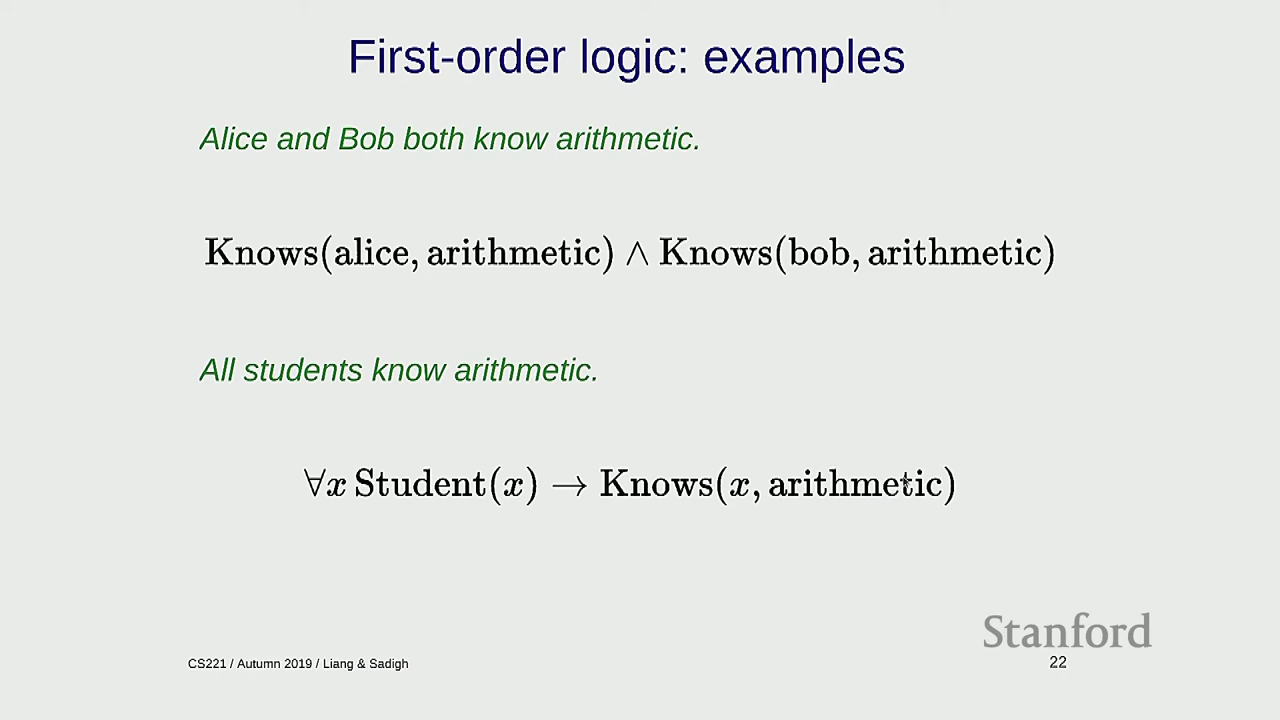 First-order logic: examples
Alice and Bob both know arithmetic.
Knows(alice, arithmetic) ∧ Knows(bob, arithmetic)
All students know arithmetic.
∀x Student(x) → Knows(x, arithmetic)
Stanford
CS221 / Autumn 2019 / Liang & Sadigh
22